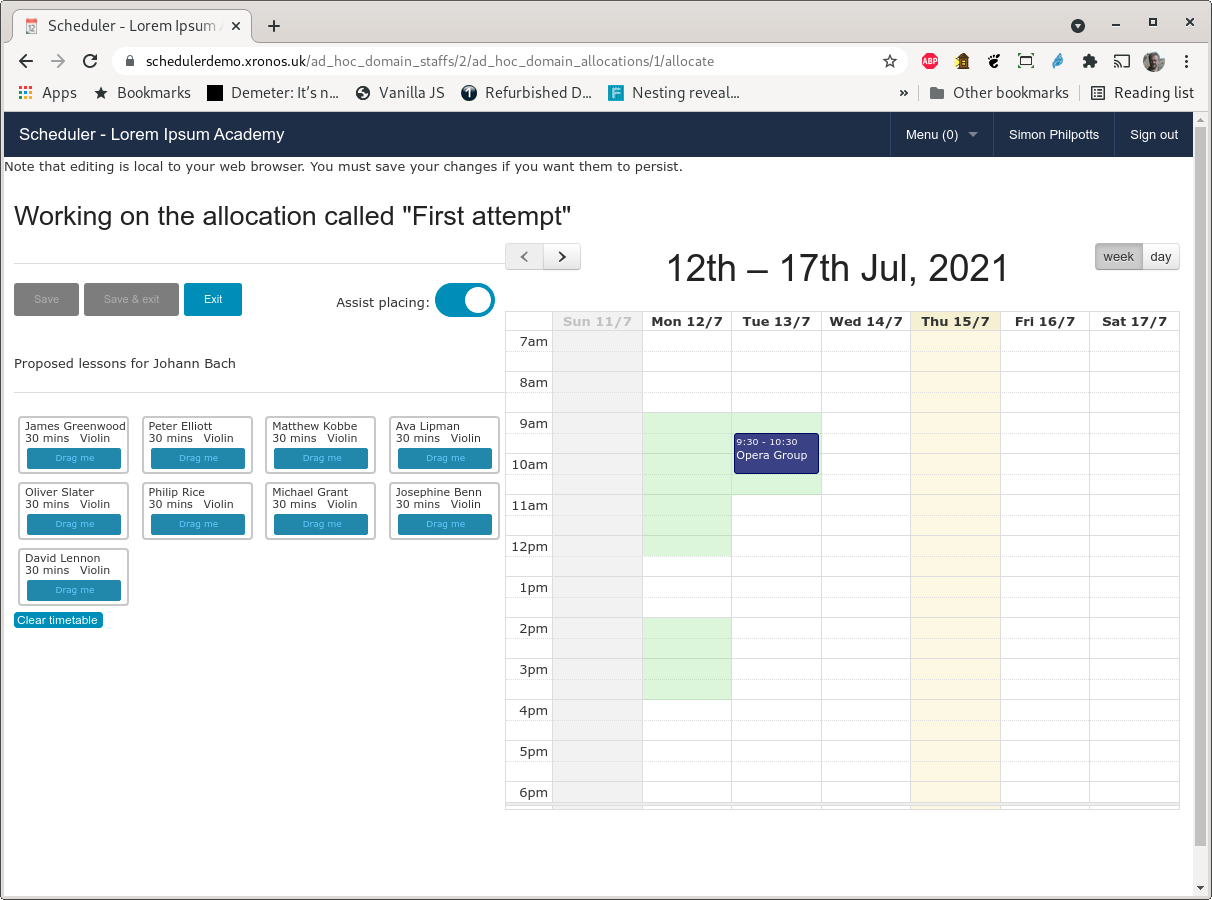 Scheduler - Lorem Ipsum A
schedulerdemo.xronos.uk/ad_hoc_domain_staffs/2/ad_hoc_domain_allocations/1/allocate
ABP
Apps Bookmarks Demeter: It's n... Vanilla JS Refurbished D... Nesting reveal... » Other bookmarks Reading list
Scheduler - Lorem Ipsum Academy Menu (0) Simon Philpotts Sign out
Note that editing is local to your web browser. You must save your changes if you want them to persist.
Working on the allocation called "First attempt"
Save Save & exit Exit Assist placing:
Proposed lessons for Johann Bach
James Greenwood
30 mins Violin
Drag me
Peter Elliott
30 mins Violin
Drag me
Matthew Kobbe
30 mins Violin
Drag me
Ava Lipman
30 mins Violin
Drag me
Oliver Slater
30 mins Violin
Drag me
Philip Rice
30 mins Violin
Drag me
Michael Grant
30 mins Violin
Drag me
Josephine Benn
30 mins Violin
Drag me
David Lennon
30 mins Violin
Drag me
Clear timetable
12th – 17th Jul, 2021
week day
Sun 11/7 Mon 12/7 Tue 13/7 Wed 14/7 Thu 15/7 Fri 16/7 Sat 17/7
7am
8am
9am
9:30 - 10:30
Opera Group
10am
11am
12pm
1pm
2pm
3pm
4pm
5pm
6pm